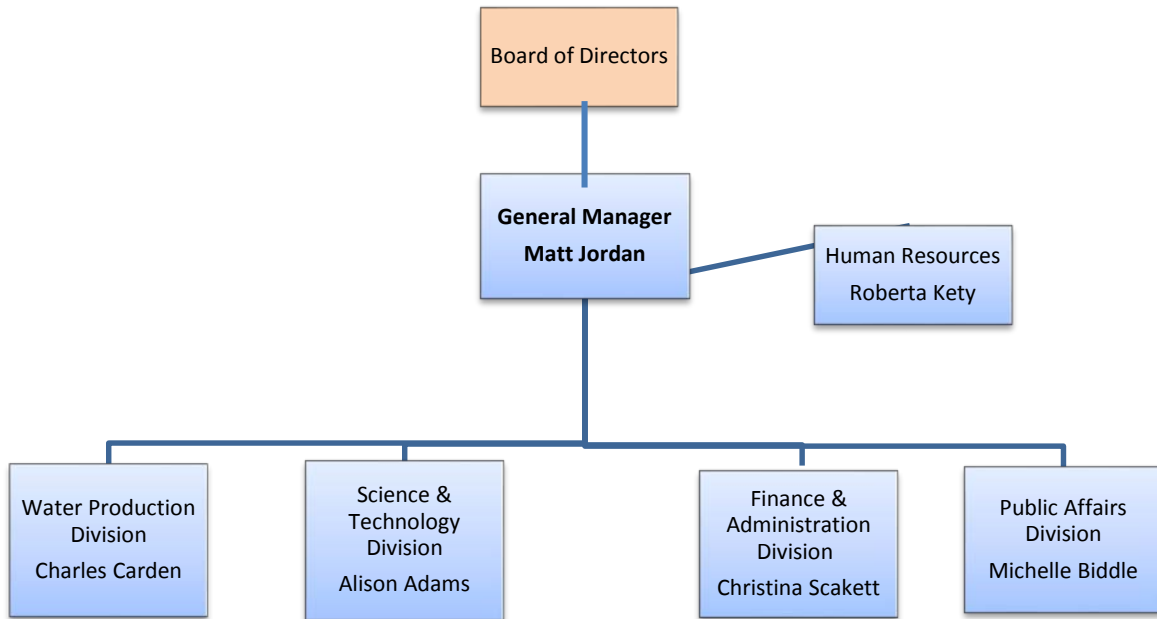 Board of Directors
General Manager
Matt Jordan
Human Resources
Roberta Kety
Water Production
Division
Charles Carden
Science &
Technology
Division
Alison Adams
Finance &
Administration
Division
Christina Scakett
Public Affairs
Division
Michelle Biddle